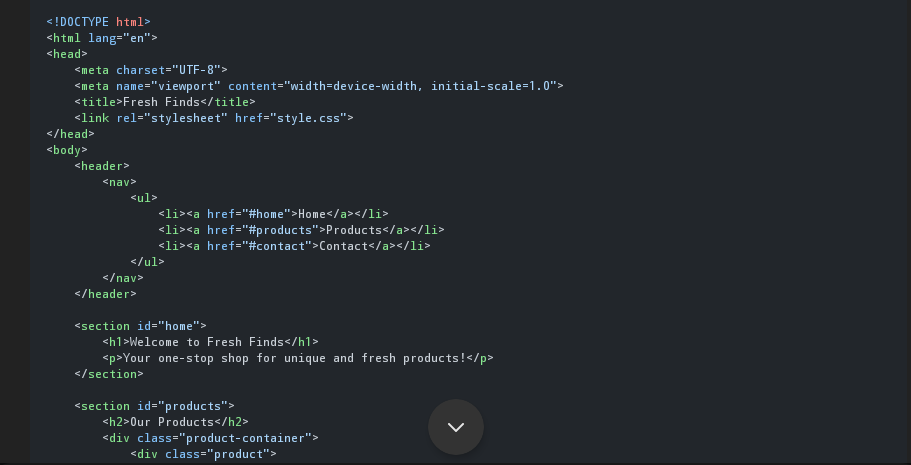 <!DOCTYPE html>
<html lang="en">
<head>
    <meta charset="UTF-8">
    <meta name="viewport" content="width=device-width, initial-scale=1.0">
    <title>Fresh Finds</title>
    <link rel="stylesheet" href="style.css">
</head>
<body>
    <header>
        <nav>
            <ul>
                <li><a href="#home">Home</a></li>
                <li><a href="#products">Products</a></li>
                <li><a href="#contact">Contact</a></li>
            </ul>
        </nav>
    </header>

    <section id="home">
        <h1>Welcome to Fresh Finds</h1>
        <p>Your one-stop shop for unique and fresh products!</p>
    </section>

    <section id="products">
        <h2>Our Products</h2>
        <div class="product-container">
            <div class="product">